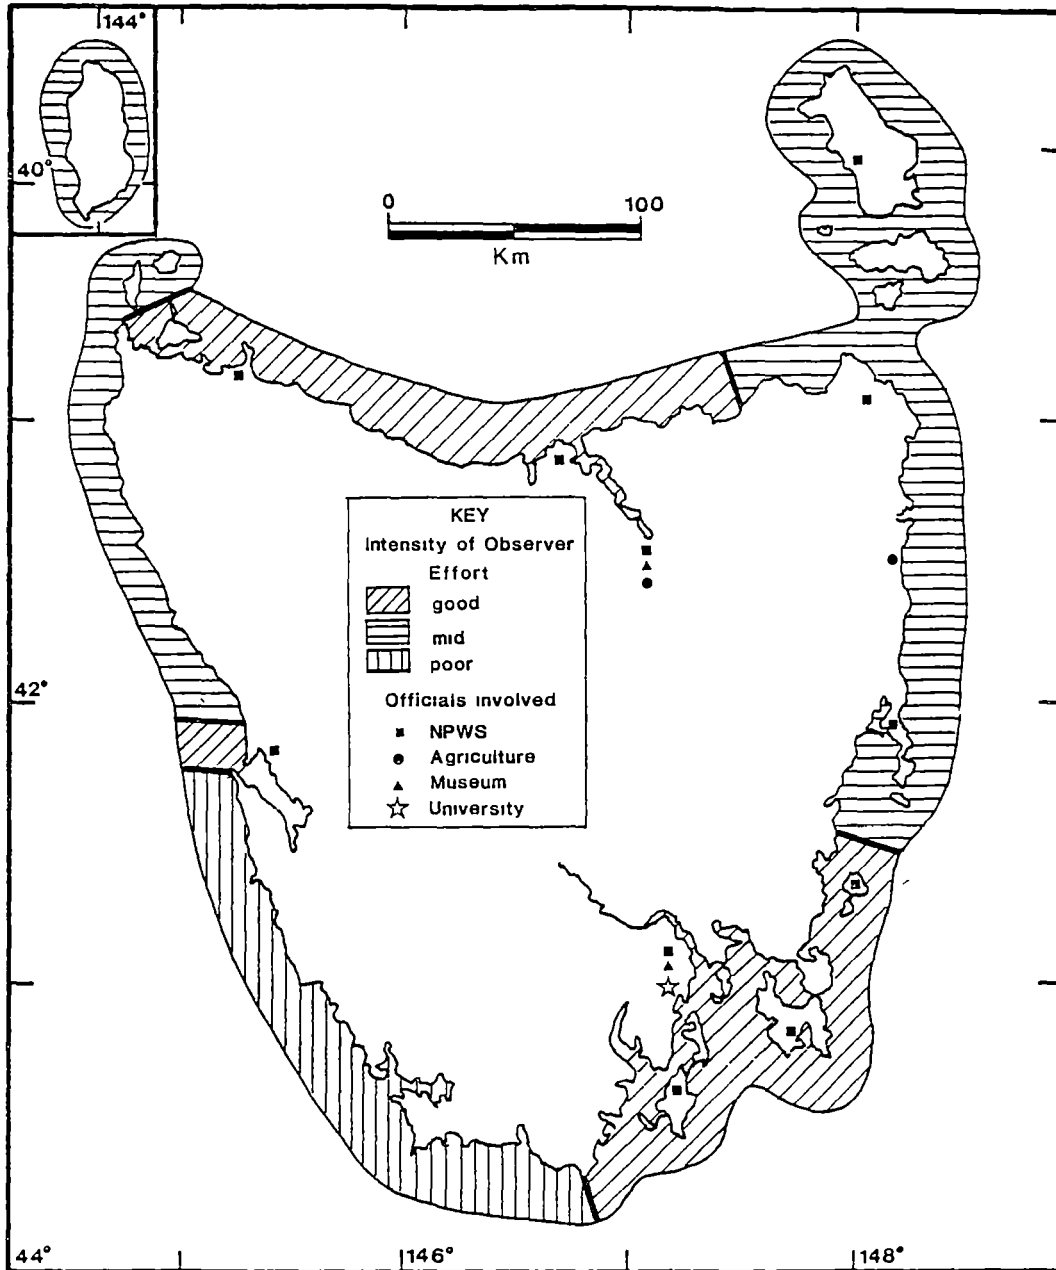 144°
40°
0 100
Km
KEY
Intensity of Observer
Effort
good
mid
poor
Officials involved
NPWS
Agriculture
Museum
University
42°
44°
146°
148°